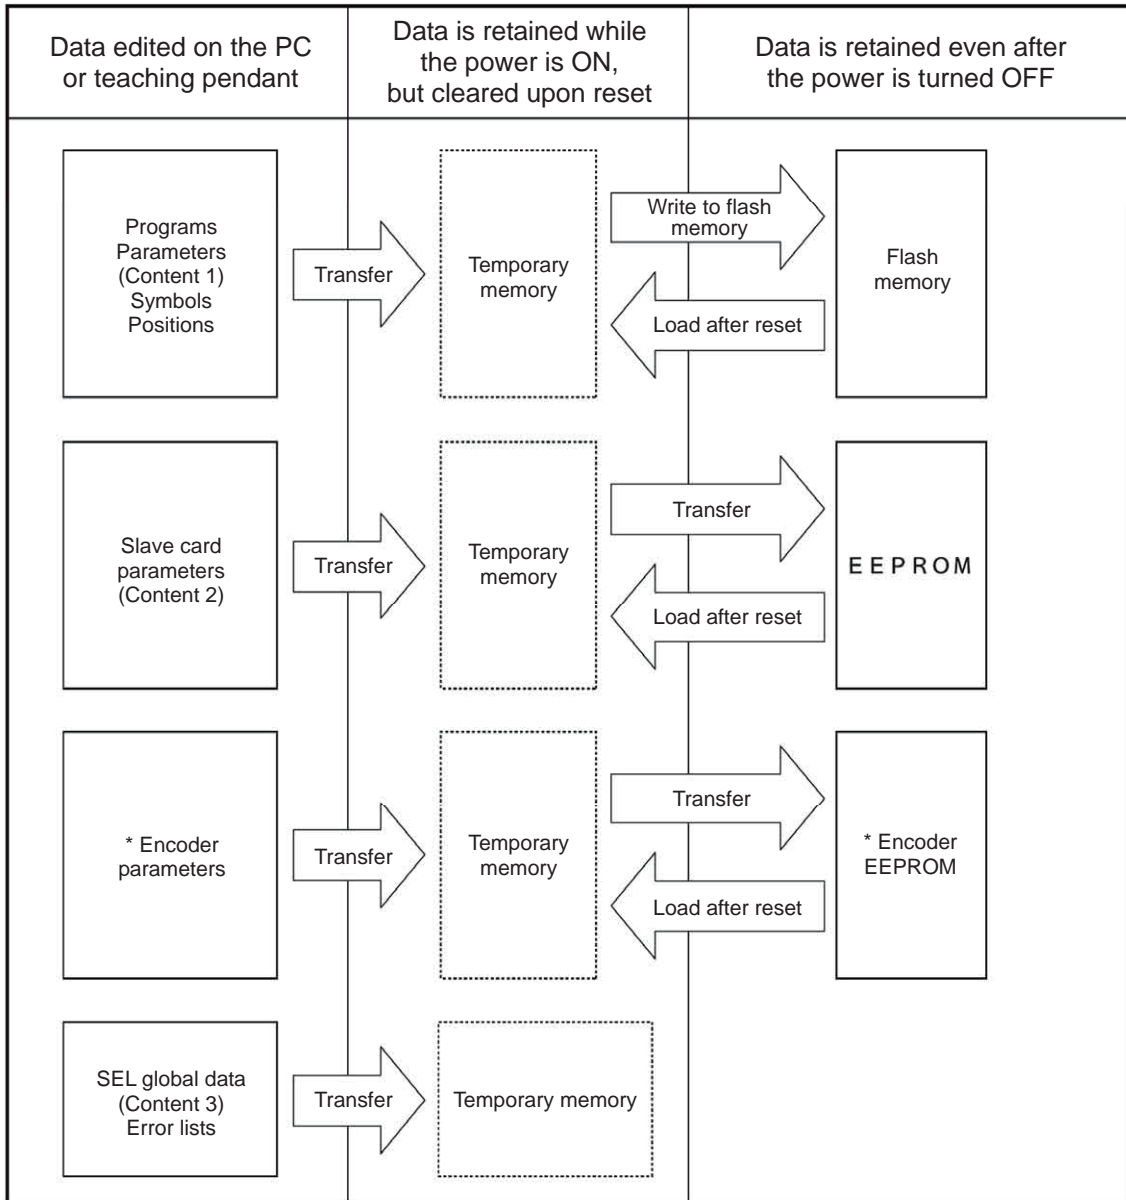 Data edited on the PC
or teaching pendant
Data is retained while
the power is ON,
but cleared upon reset
Data is retained even after
the power is turned OFF
Programs
Parameters
(Content 1)
Symbols
Positions
Transfer
Temporary
memory
Write to flash
memory
Load after reset
Flash
memory
Slave card
parameters
(Content 2)
Transfer
Temporary
memory
Transfer
Load after reset
EEPROM
* Encoder
parameters
Transfer
Temporary
memory
Transfer
Load after reset
* Encoder
EEPROM
SEL global data
(Content 3)
Error lists
Transfer
Temporary memory